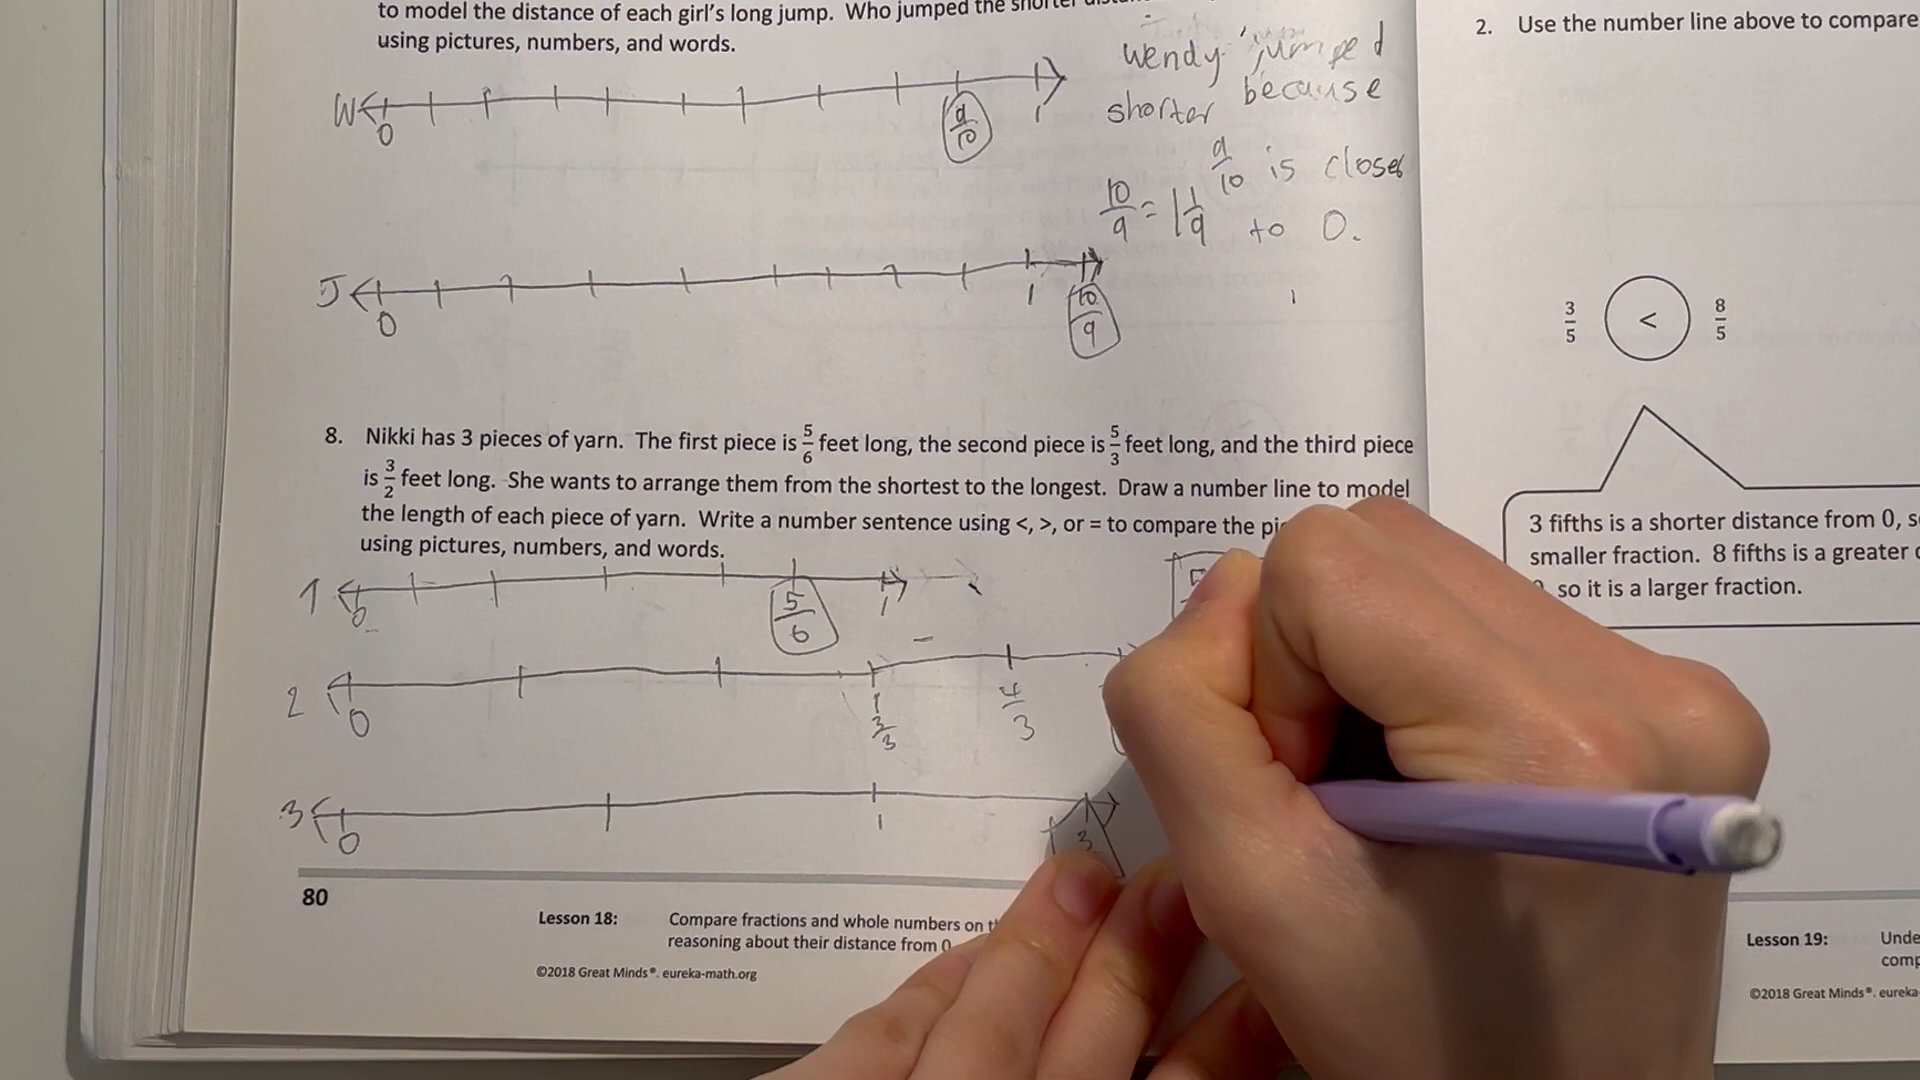 to model the distance of each girl's long jump. Who jumped the shorter
using pictures, numbers, and words.
W
0
9/10
1
Wendy jumped
shorter because
9/10 is closer
to 0.
10/9 = 1 1/9
J
0
1
10/9
8. Nikki has 3 pieces of yarn. The first piece is 5/6 feet long, the second piece is 5/3 feet long, and the third piece
is 3/2 feet long. She wants to arrange them from the shortest to the longest. Draw a number line to model
the length of each piece of yarn. Write a number sentence using <, >, or = to compare the
using pictures, numbers, and words.
1
0
5/6
1
2
0
1
3/3
4/3
3
0
1
3
80
Lesson 18: Compare fractions and whole numbers on
reasoning about their distance from 0
©2018 Great Minds®. eureka-math.org
2. Use the number line above to compare
3/5 < 8/5
3 fifths is a shorter distance from 0,
smaller fraction. 8 fifths is a greater
so it is a larger fraction.
Lesson 19:
©2018 Great Minds®.